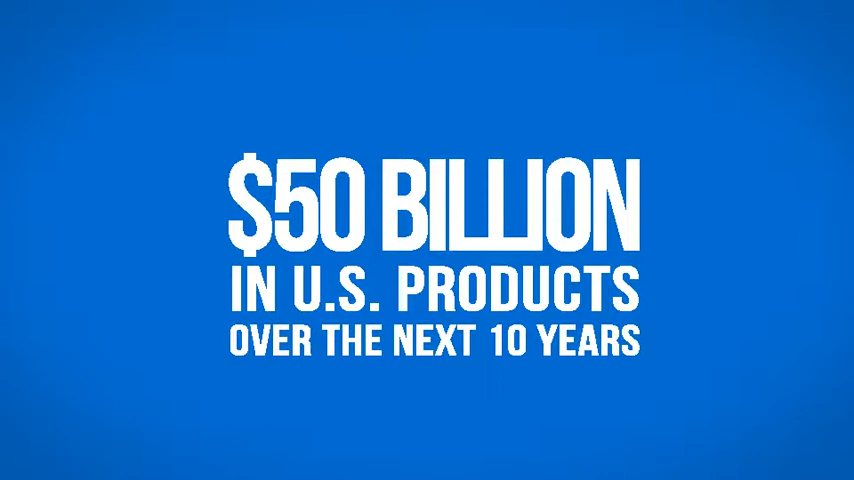 $50 BILLION
IN U.S. PRODUCTS
OVER THE NEXT 10 YEARS